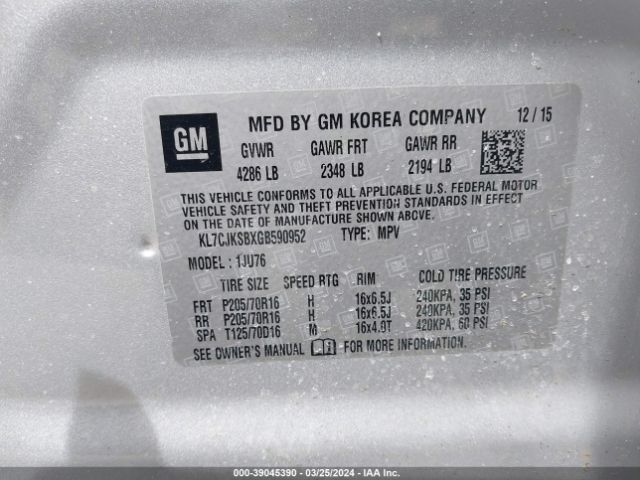 GM
MFD BY GM KOREA COMPANY 12/15
GVWR GAWR FRT GAWR RR
4286 LB 2348 LB 2194 LB
THIS VEHICLE CONFORMS TO ALL APPLICABLE U.S. FEDERAL MOTOR
VEHICLE SAFETY AND THEFT PREVENTION STANDARDS IN EFFECT
ON THE DATE OF MANUFACTURE SHOWN ABOVE.
KL7CJKSBXGB590952 TYPE: MPV
MODEL: 1JU76
TIRE SIZE SPEED RTG RIM COLD TIRE PRESSURE
FRT P205/70R16 H 16x6.5J 240KPA, 35 PSI
RR P205/70R16 H 16x6.5J 240KPA, 35 PSI
SPA T125/70D16 M 16x4.0T 420KPA, 60 PSI
SEE OWNER'S MANUAL FOR MORE INFORMATION.
000-39045390 - 03/25/2024 - IAA Inc.